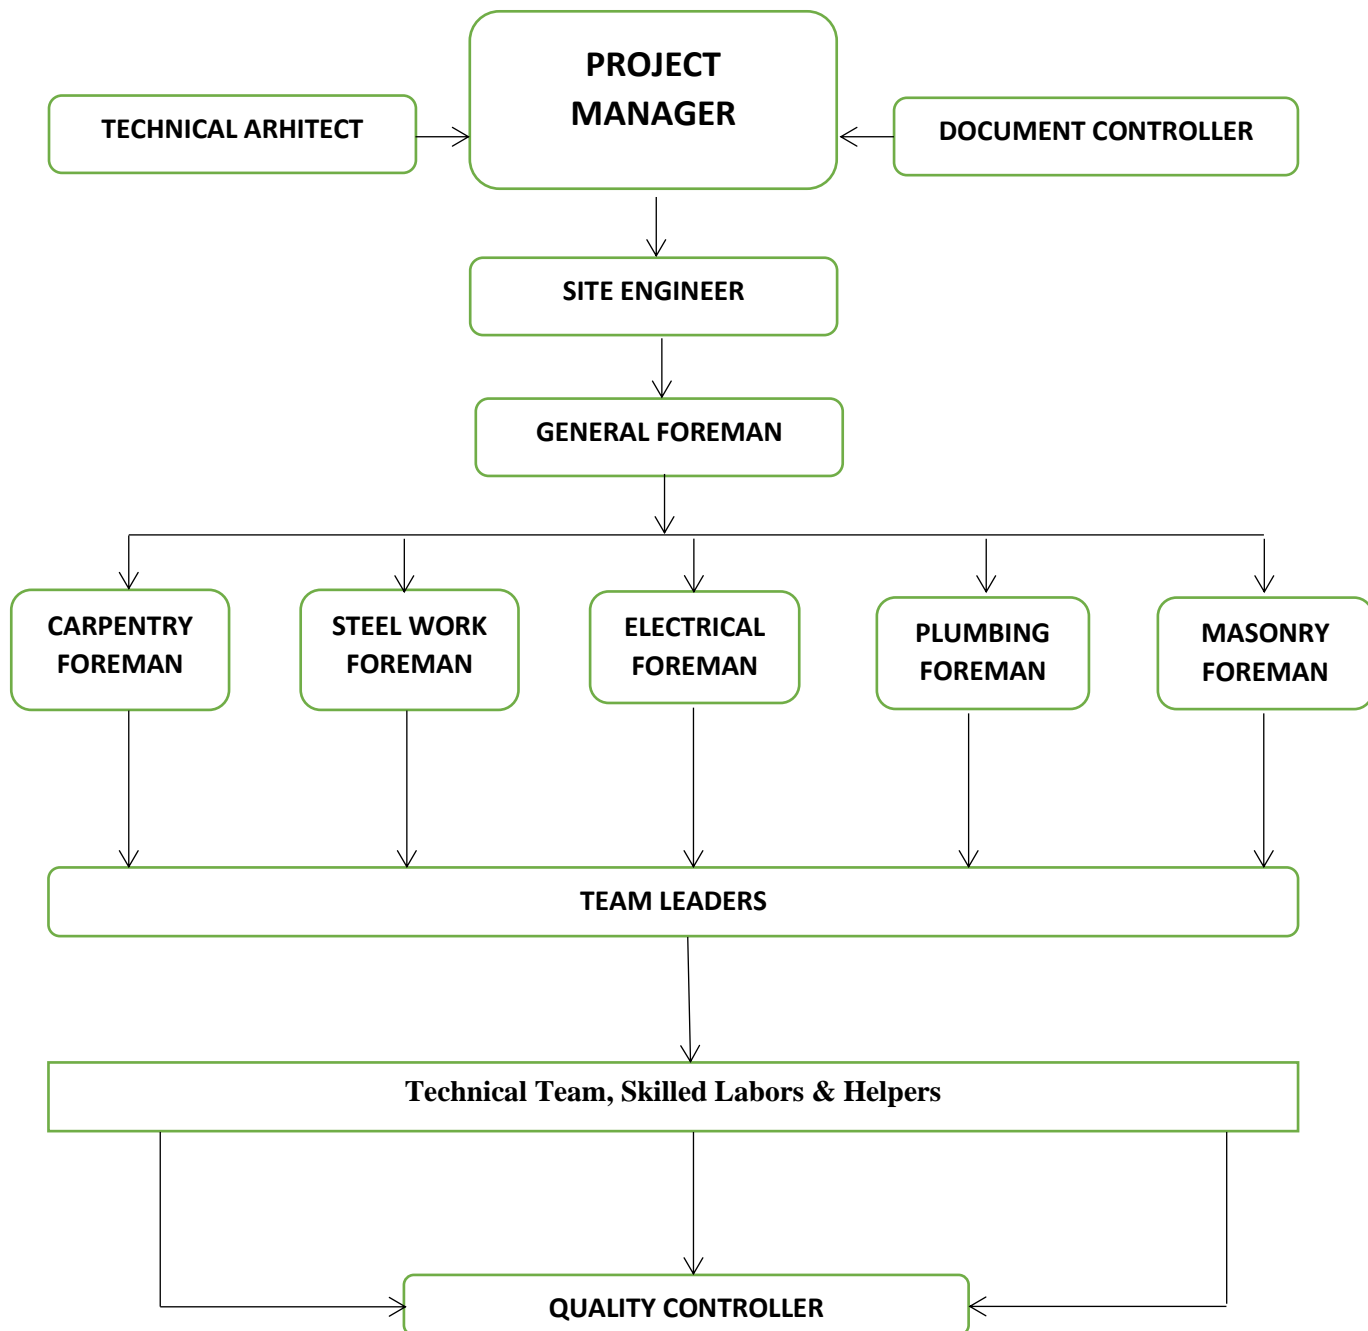 PROJECT
MANAGER
TECHNICAL ARHITECT
DOCUMENT CONTROLLER
SITE ENGINEER
GENERAL FOREMAN
CARPENTRY
FOREMAN
STEEL WORK
FOREMAN
ELECTRICAL
FOREMAN
PLUMBING
FOREMAN
MASONRY
FOREMAN
TEAM LEADERS
Technical Team, Skilled Labors & Helpers
QUALITY CONTROLLER